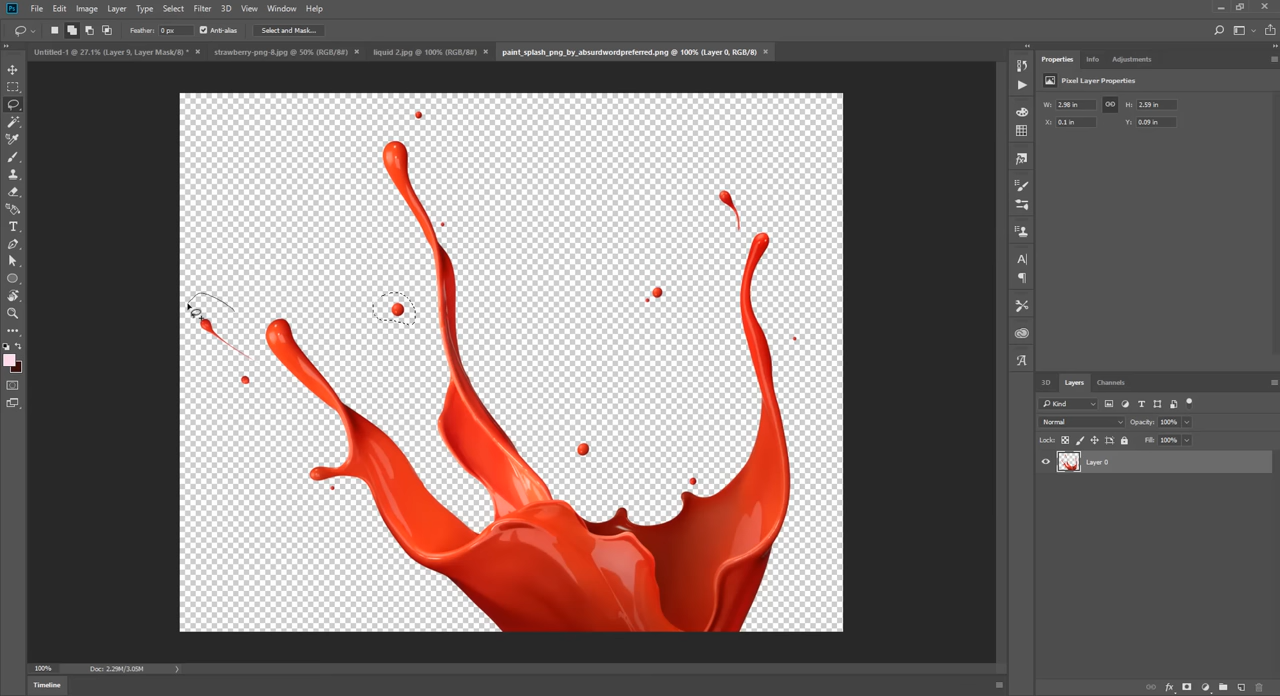 Ps File Edit Image Layer Type Select Filter 3D View Window Help
Feather: 0 px Anti-alias Select and Mask...
Untitled-1 @ 27.1% (Layer 9, Layer Mask/8) * × strawberry-png-8.jpg @ 50% (RGB/8#) × liquid 2.jpg @ 100% (RGB/8#) × paint_splash_png_by_absurdwordpreferred.png @ 100% (Layer 0, RGB/8) ×
Properties Info Adjustments
Pixel Layer Properties
W: 2.98 in H: 2.59 in
X: 0.1 in Y: 0.09 in
3D Layers Channels
Kind
Normal Opacity: 100%
Lock: Fill: 100%
Layer 0
100% Doc: 2.29M/3.05M
Timeline